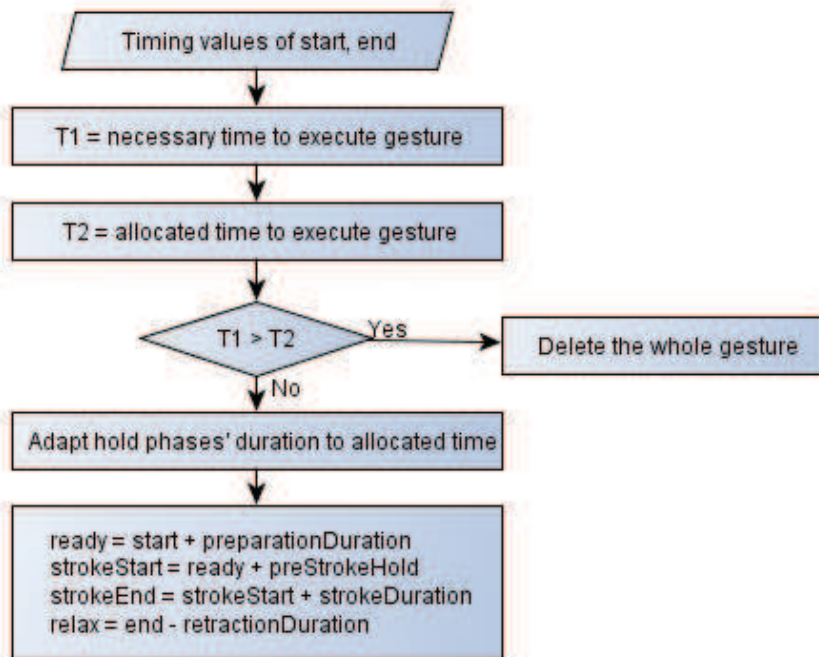 Timing values of start, end
T1 = necessary time to execute gesture
T2 = allocated time to execute gesture
T1 > T2
Yes
Delete the whole gesture
No
Adapt hold phases' duration to allocated time
ready = start + preparationDuration
strokeStart = ready + preStrokeHold
strokeEnd = strokeStart + strokeDuration
relax = end - retractionDuration